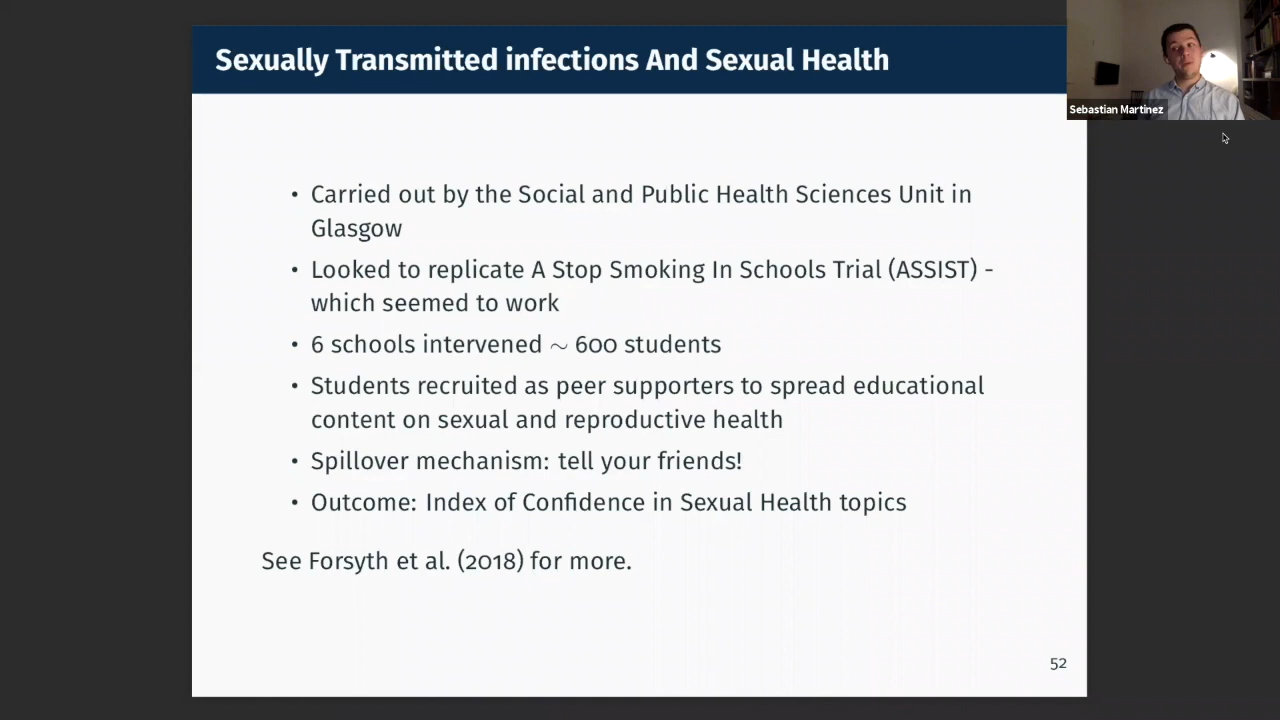 Sexually Transmitted infections And Sexual Health
Sebastian Martinez
• Carried out by the Social and Public Health Sciences Unit in
Glasgow
• Looked to replicate A Stop Smoking In Schools Trial (ASSIST) -
which seemed to work
• 6 schools intervened ~ 600 students
• Students recruited as peer supporters to spread educational
content on sexual and reproductive health
• Spillover mechanism: tell your friends!
• Outcome: Index of Confidence in Sexual Health topics
See Forsyth et al. (2018) for more.
52